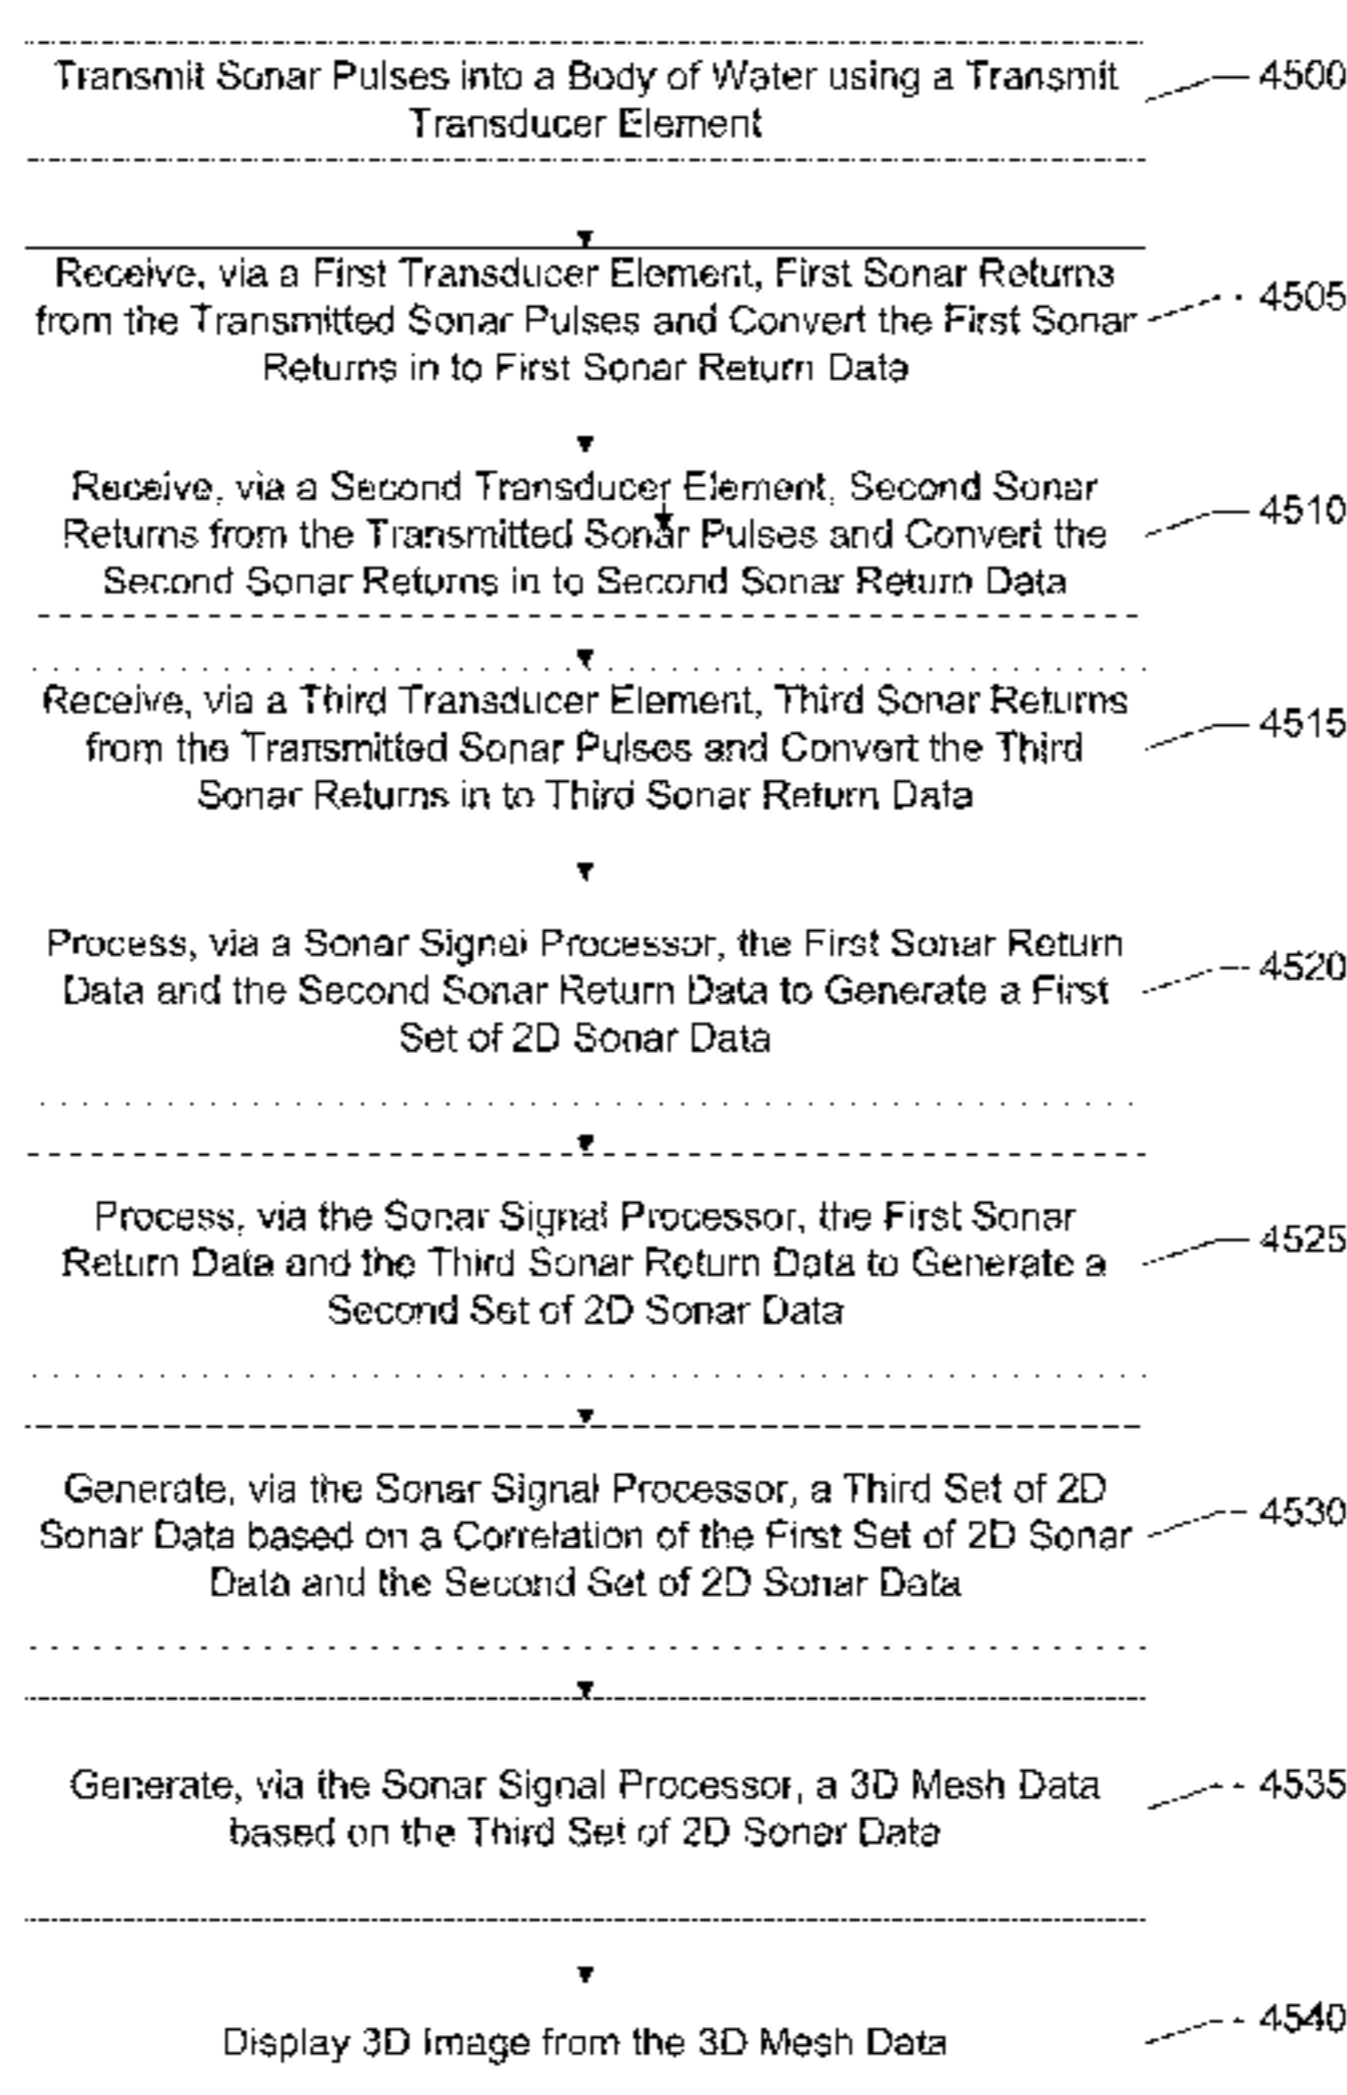 Transmit Sonar Pulses into a Body of Water using a Transmit
Transducer Element
4500
Receive, via a First Transducer Element, First Sonar Returns
from the Transmitted Sonar Pulses and Convert the First Sonar
Returns in to First Sonar Return Data
4505
Receive, via a Second Transducer Element, Second Sonar
Returns from the Transmitted Sonar Pulses and Convert the
Second Sonar Returns in to Second Sonar Return Data
4510
Receive, via a Third Transducer Element, Third Sonar Returns
from the Transmitted Sonar Pulses and Convert the Third
Sonar Returns in to Third Sonar Return Data
4515
Process, via a Sonar Signal Processor, the First Sonar Return
Data and the Second Sonar Return Data to Generate a First
Set of 2D Sonar Data
4520
Process, via the Sonar Signal Processor, the First Sonar
Return Data and the Third Sonar Return Data to Generate a
Second Set of 2D Sonar Data
4525
Generate, via the Sonar Signal Processor, a Third Set of 2D
Sonar Data based on a Correlation of the First Set of 2D Sonar
Data and the Second Set of 2D Sonar Data
4530
Generate, via the Sonar Signal Processor, a 3D Mesh Data
based on the Third Set of 2D Sonar Data
4535
Display 3D Image from the 3D Mesh Data
4540